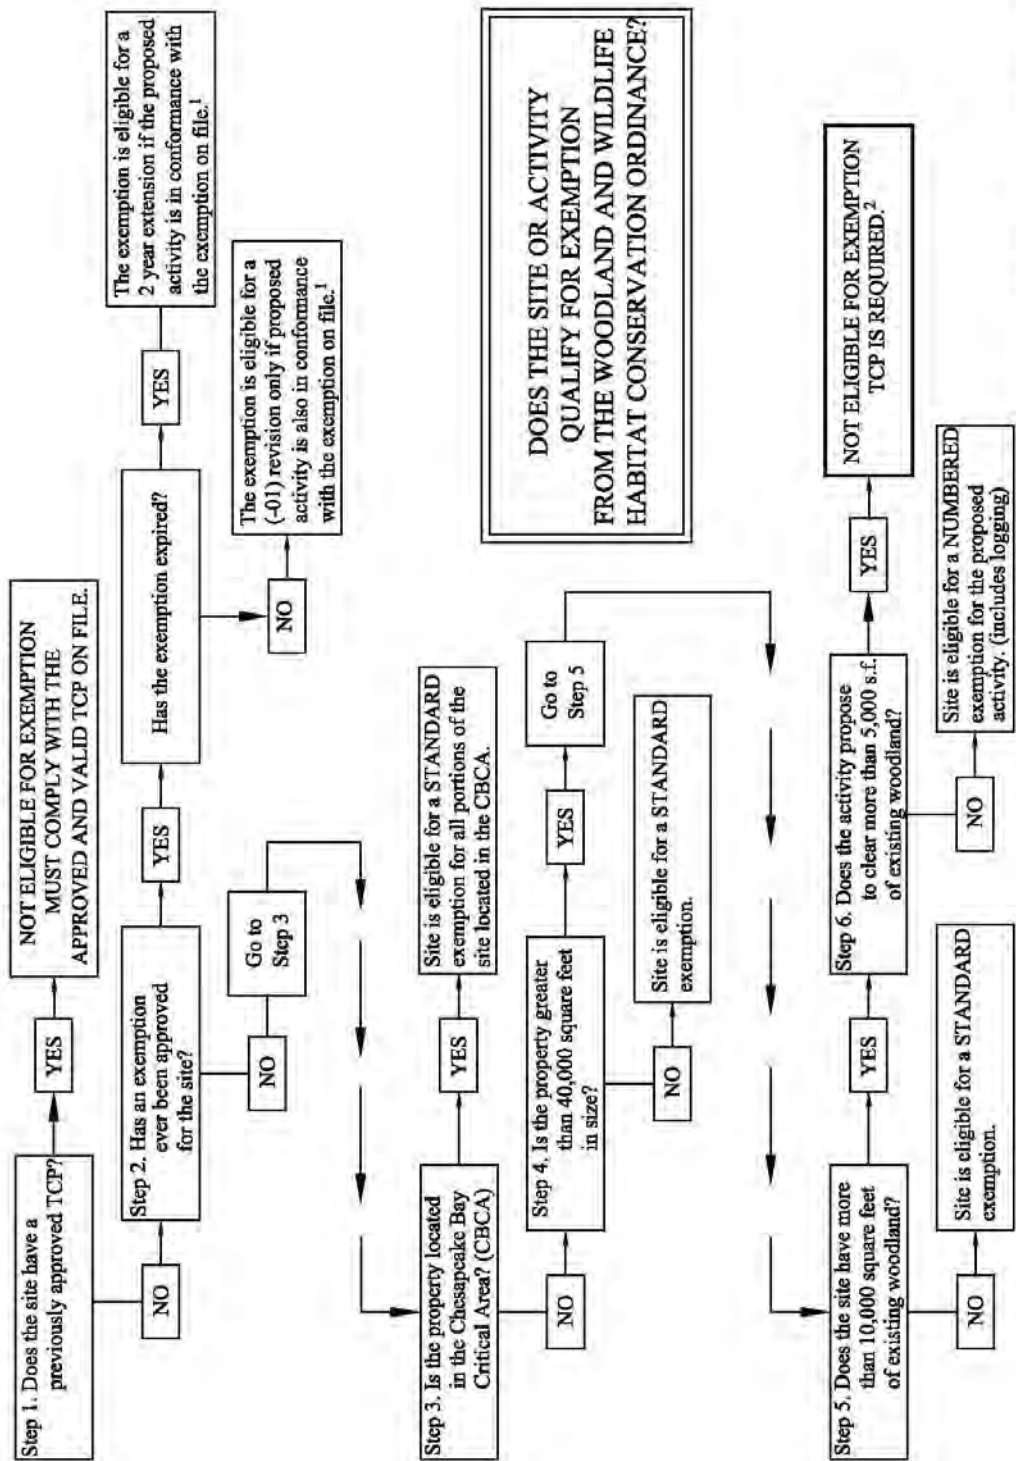 Step 1. Does the site have a
previously approved TCP?
YES
NOT ELIGIBLE FOR EXEMPTION
MUST COMPLY WITH THE
APPROVED AND VALID TCP ON FILE.
NO
Step 2. Has an exemption
ever been approved
for the site?
YES
Has the exemption expired?
YES
The exemption is eligible for a
2 year extension if the proposed
activity is in conformance with
the exemption on file.1
NO
The exemption is eligible for a
(-01) revision only if proposed
activity is also in conformance
with the exemption on file.1
NO
Go to
Step 3
Step 3. Is the property located
in the Chesapeake Bay
Critical Area? (CBCA)
YES
Site is eligible for a STANDARD
exemption for all portions of the
site located in the CBCA.
NO
Step 4. Is the property greater
than 40,000 square feet
in size?
YES
Go to
Step 5
NO
Site is eligible for a STANDARD
exemption.
DOES THE SITE OR ACTIVITY
QUALIFY FOR EXEMPTION
FROM THE WOODLAND AND WILDLIFE
HABITAT CONSERVATION ORDINANCE?
Step 5. Does the site have more
than 10,000 square feet
of existing woodland?
YES
Step 6. Does the activity propose
to clear more than 5,000 s.f.
of existing woodland?
YES
NOT ELIGIBLE FOR EXEMPTION
TCP IS REQUIRED.2
NO
Site is eligible for a STANDARD
exemption.
NO
Site is eligible for a NUMBERED
exemption for the proposed
activity. (includes logging)